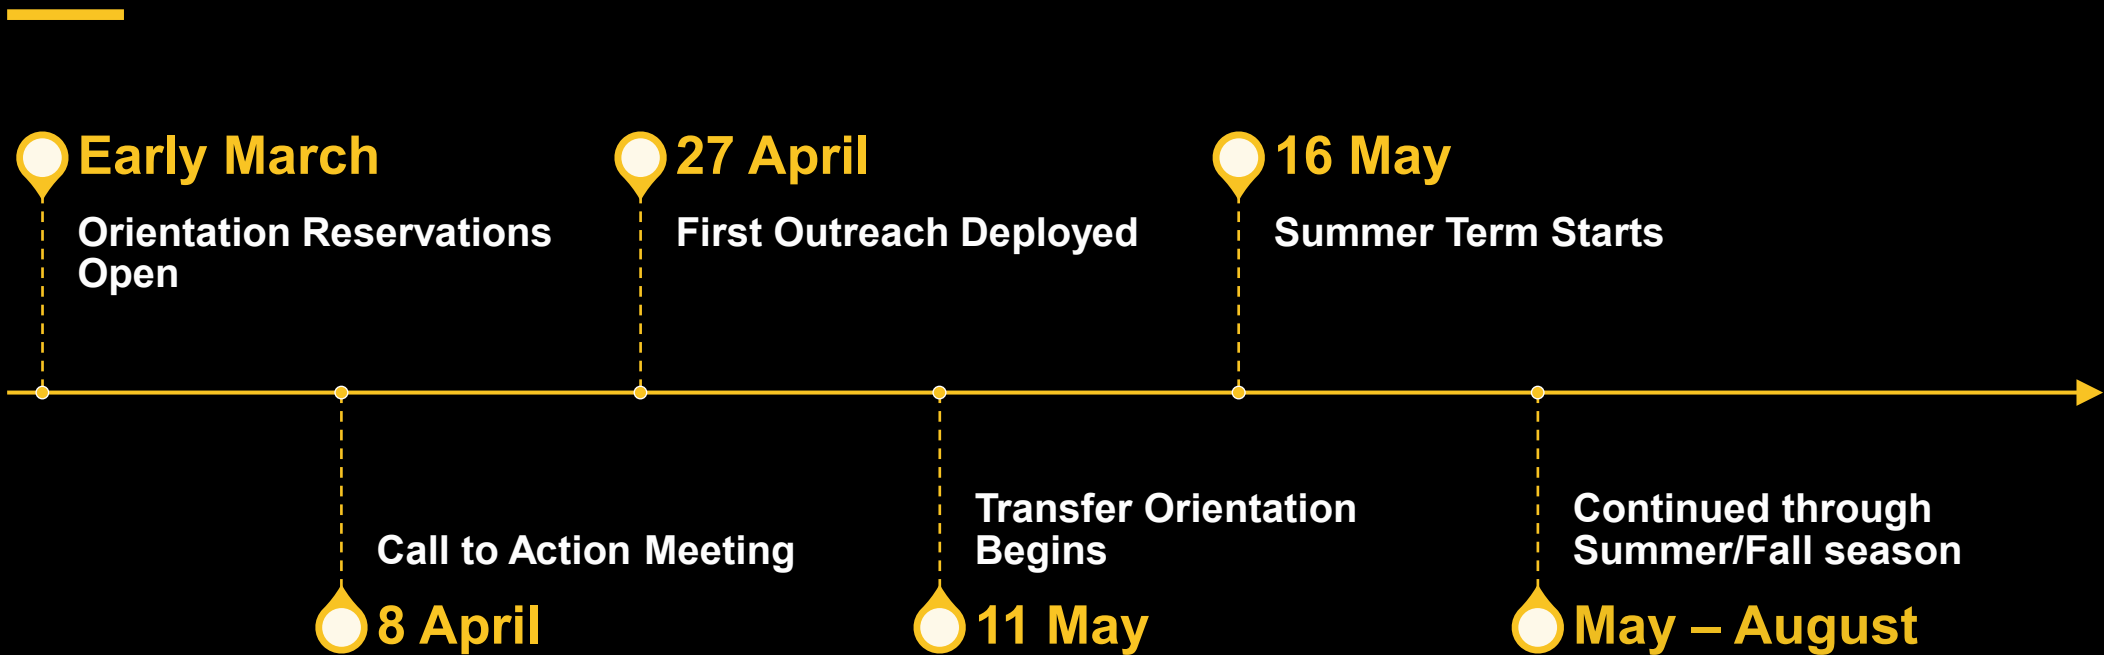 Early March
Orientation Reservations
Open
Call to Action Meeting
8 April
27 April
First Outreach Deployed
Transfer Orientation
Begins
11 May
16 May
Summer Term Starts
Continued through
Summer/Fall season
May – August